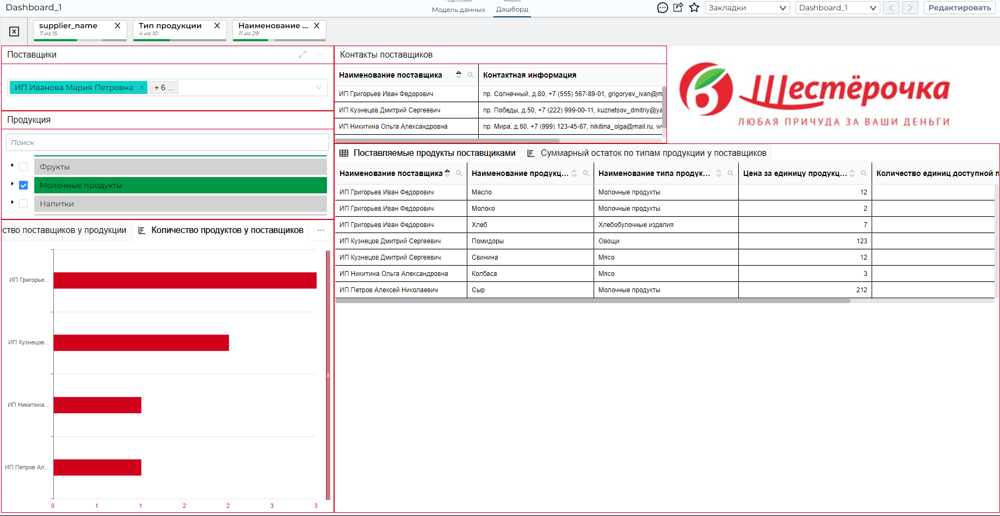 Dashboard_1
Подготовка
Модель данных
Анализ
Дашборд
Закладки
Dashboard_1
Редактировать
supplier_name
7 из 15
Тип продукции
4 из 10
Наименование ...
11 из 29
Поставщики
ИП Иванова Мария Петровна
+ 6 ...
Продукция
Поиск
Фрукты
Молочные продукты
Напитки
Контакты поставщиков
Наименование поставщика Контактная информация
ИП Григорьев Иван Федорович пр. Солнечный, д.80, +7 (555) 567-89-01, grigoryev_ivan@m
ИП Кузнецов Дмитрий Сергеевич пр. Победы, д.50, +7 (222) 999-00-11, kuznetsov_dmitriy@ya
ИП Никитина Ольга Александровна пр. Мира, д.60, +7 (999) 123-45-67, nikitina_olga@mail.ru, w
Шестёрочка
ЛЮБАЯ ПРИЧУДА ЗА ВАШИ ДЕНЬГИ
Поставляемые продукты поставщиками
Суммарный остаток по типам продукции у поставщиков
Наименование поставщика Наименование продукц... Наименование типа продук... Цена за единицу продукц... Количество единиц доступной п
ИП Григорьев Иван Федорович Масло Молочные продукты 12
ИП Григорьев Иван Федорович Молоко Молочные продукты 2
ИП Григорьев Иван Федорович Хлеб Хлебобулочные изделия 7
ИП Кузнецов Дмитрий Сергеевич Помидоры Овощи 123
ИП Кузнецов Дмитрий Сергеевич Свинина Мясо 12
ИП Никитина Ольга Александровна Колбаса Мясо 3
ИП Петров Алексей Николаевич Сыр Молочные продукты 212
ство поставщиков у продукции
Количество продуктов у поставщиков
ИП Григорье...
ИП Кузнецов...
ИП Никитина...
ИП Петров Ал...
0 1 1 2 2 3 3